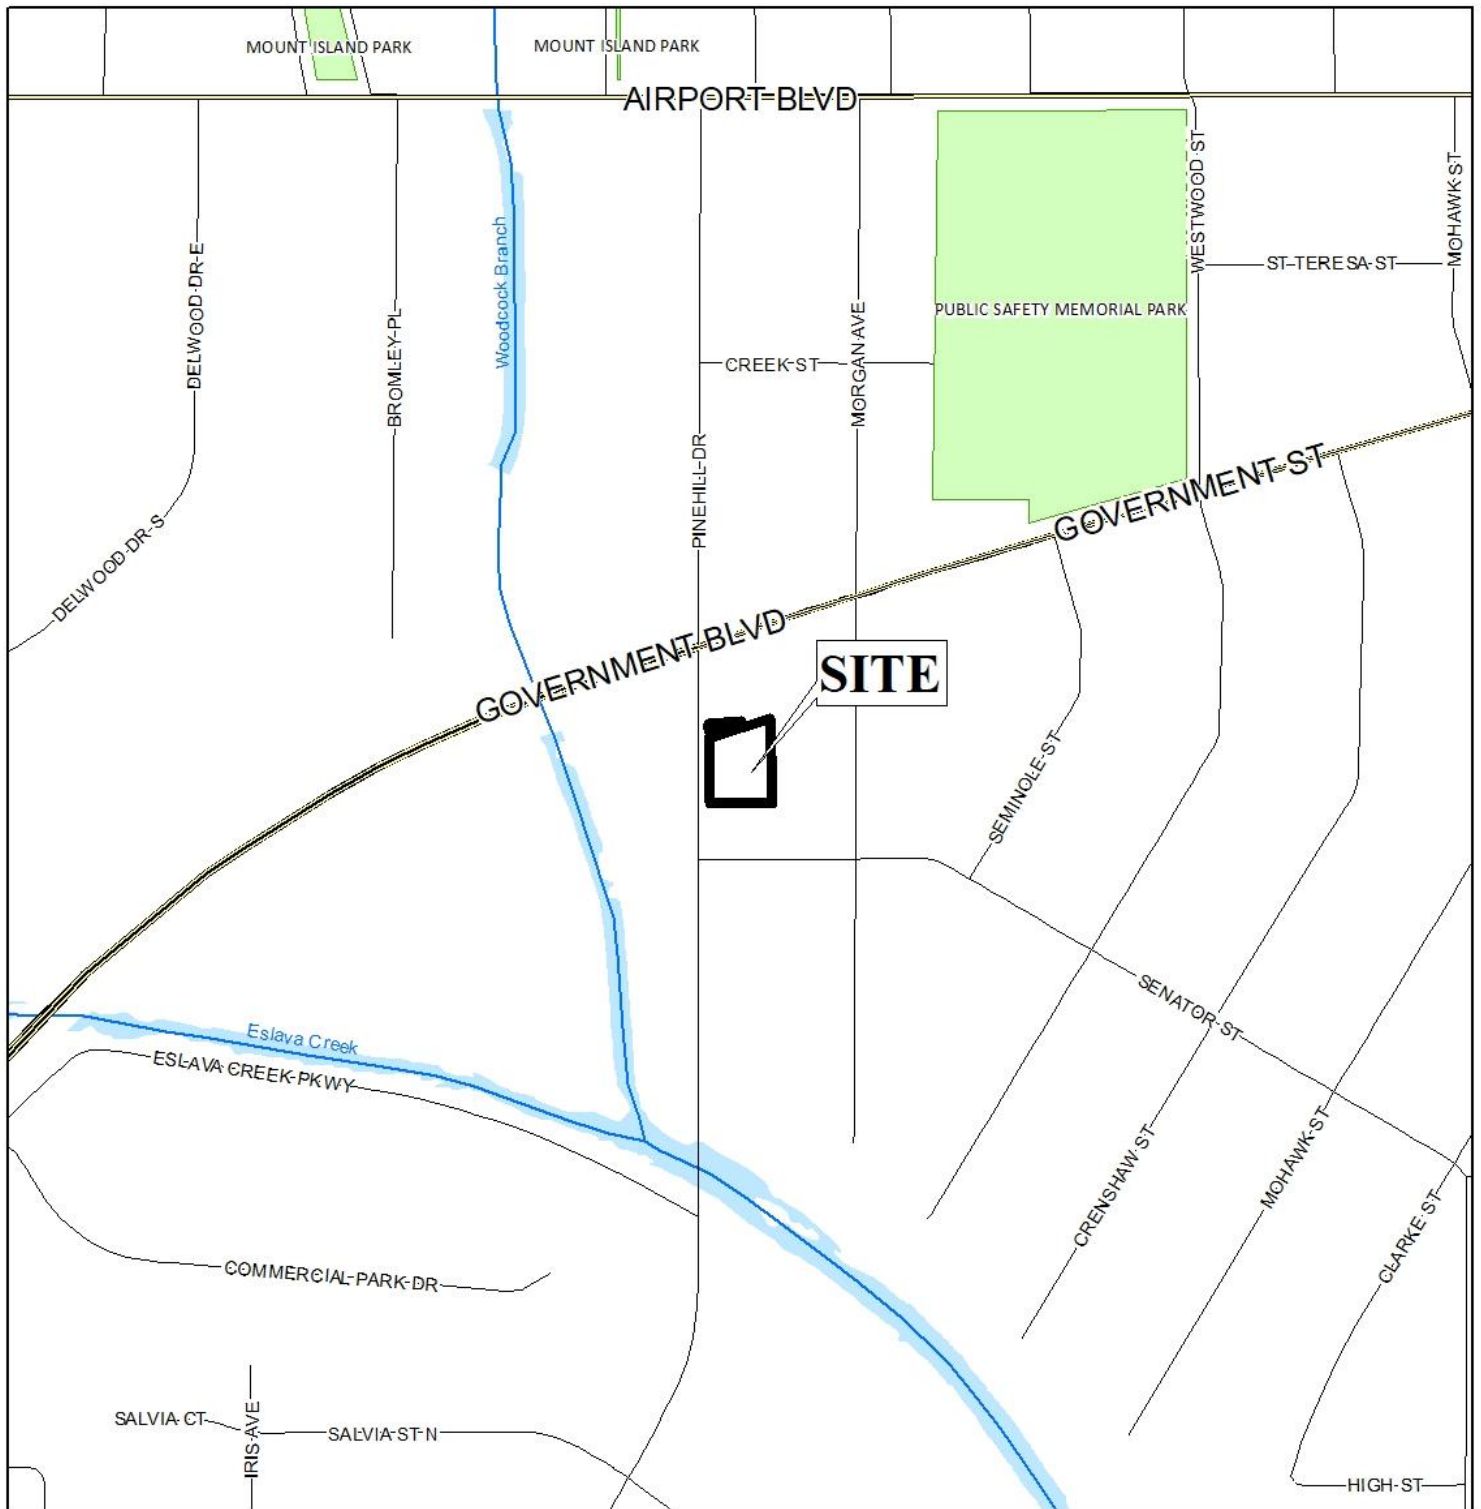 MOUNT ISLAND PARK
MOUNT ISLAND PARK
AIRPORT BLVD
WESTWOOD ST
MOHAWK ST
DELWOOD DR E
Woodcock Branch
ST TERESA ST
PUBLIC SAFETY MEMORIAL PARK
BROMLEY PL
CREEK ST
MORGAN AVE
PINEHILL DR
GOVERNMENT ST
DELWOOD DR S
GOVERNMENT BLVD
SITE
SEMINOLE ST
SENATOR ST
Eslava Creek
ESLAVA CREEK PKWY
CRENSHAW ST
MOHAWK ST
CLARKE ST
COMMERCIAL PARK DR
SALVIA CT
IRIS AVE
SALVIA ST N
HIGH ST